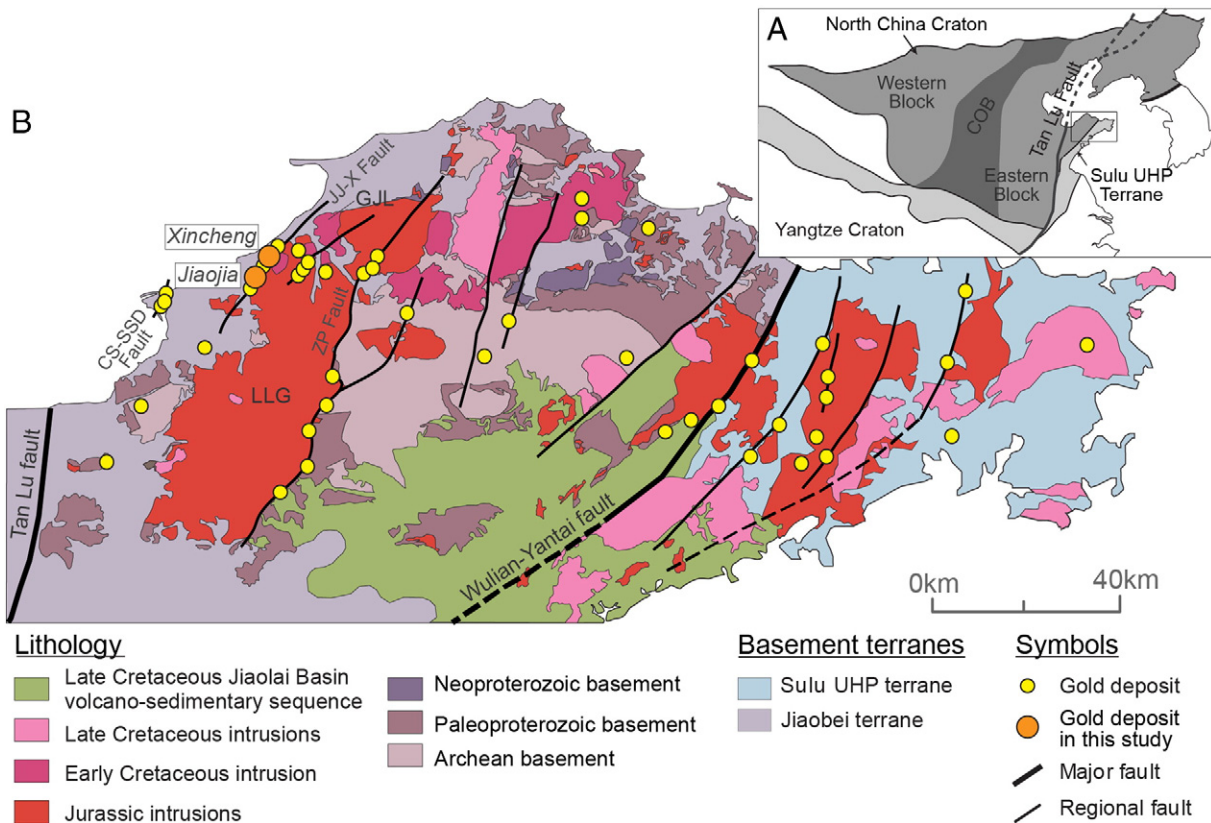 A
North China Craton
Western
Block
COB
Tan Lu Fault
Eastern
Block
Sulu UHP
Terrane
Yangtze Craton
B
JJ-X Fault
GJL
Xincheng
Jiaojia
CS-SSD
Fault
ZP Fault
LLG
Tan Lu fault
Wulian-Yantai fault
0km
40km
Lithology
Late Cretaceous Jiaolai Basin
volcano-sedimentary sequence
Late Cretaceous intrusions
Early Cretaceous intrusion
Jurassic intrusions
Neoproterozoic basement
Paleoproterozoic basement
Archean basement
Basement terranes
Sulu UHP terrane
Jiaobei terrane
Symbols
Gold deposit
Gold deposit
in this study
Major fault
Regional fault